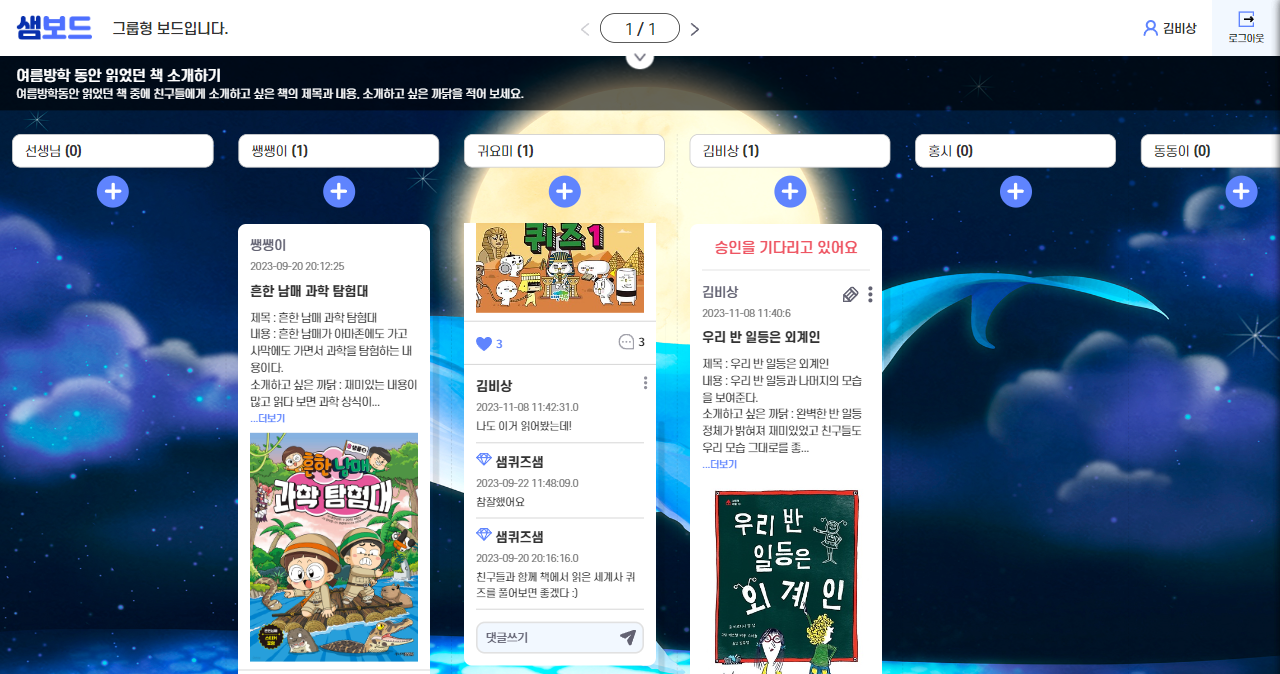 샘보드
그룹형 보드입니다.
1 / 1
김비상
로그아웃
여름방학 동안 읽었던 책 소개하기
여름방학동안 읽었던 책 중에 친구들에게 소개하고 싶은 책의 제목과 내용, 소개하고 싶은 까닭을 적어 보세요.
선생님 (0)
쌩쌩이 (1)
귀요미 (1)
김비상 (1)
홍시 (0)
동동이 (0)
쌩쌩이
2023-09-20 20:12:25
흔한 남매 과학 탐험대
제목 : 흔한 남매 과학 탐험대
내용 : 흔한 남매가 아마존에도 가고
사막에도 가면서 과학을 탐험하는 내
용이다.
소개하고 싶은 까닭 : 재미있는 내용이
많고 읽다 보면 과학 상식이...
...더보기
흔한 남매
과학 탐험대
퀴즈1
3
3
김비상
2023-11-08 11:42:31.0
나도 이거 읽어봤는데!
샘퀴즈샘
2023-09-22 11:48:09.0
참잘했어요
샘퀴즈샘
2023-09-20 20:16:16.0
친구들과 함께 책에서 읽은 세계사 퀴
즈를 풀어보면 좋겠다 :)
댓글쓰기
승인을 기다리고 있어요
김비상
2023-11-08 11:40:6
우리 반 일등은 외계인
제목 : 우리 반 일등은 외계인
내용 : 우리 반 일등과 나머지의 모습
을 보여준다.
소개하고 싶은 까닭 : 완벽한 반 일등
정체가 밝혀져 재미있었고 친구들도
우리 모습 그대로를 좋...
...더보기
우리 반
일등은
외계인